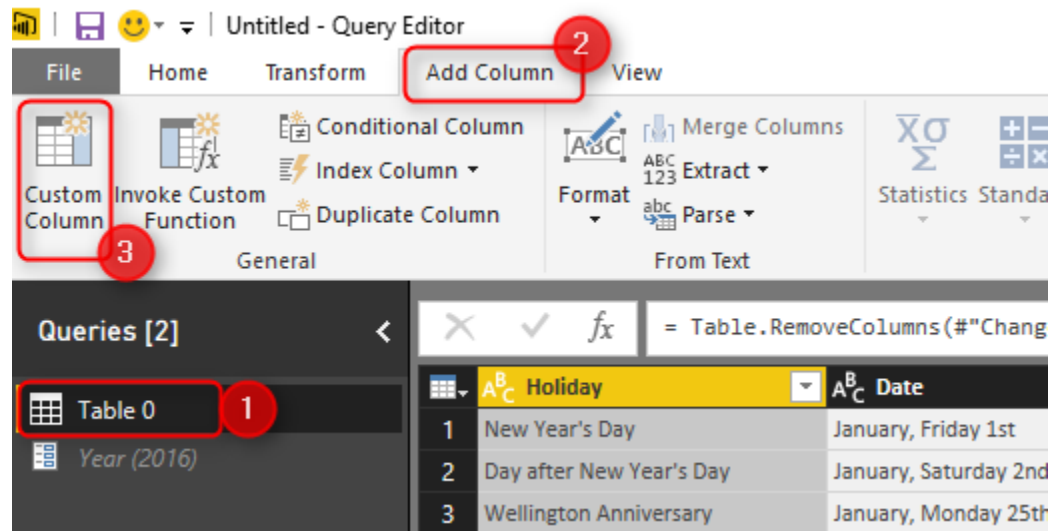 Untitled - Query Editor
2
File Home Transform Add Column View
Conditional Column
Merge Columns
Index Column
Extract
Custom Column
Invoke Custom Function
Duplicate Column
Format
Parse
Statistics
Standa
3
General
From Text
Queries [2]
= Table.RemoveColumns(#"Chang
Table 0
1
Year (2016)
Holiday Date
1 New Year's Day January, Friday 1st
2 Day after New Year's Day January, Saturday 2nd
3 Wellington Anniversary January, Monday 25th